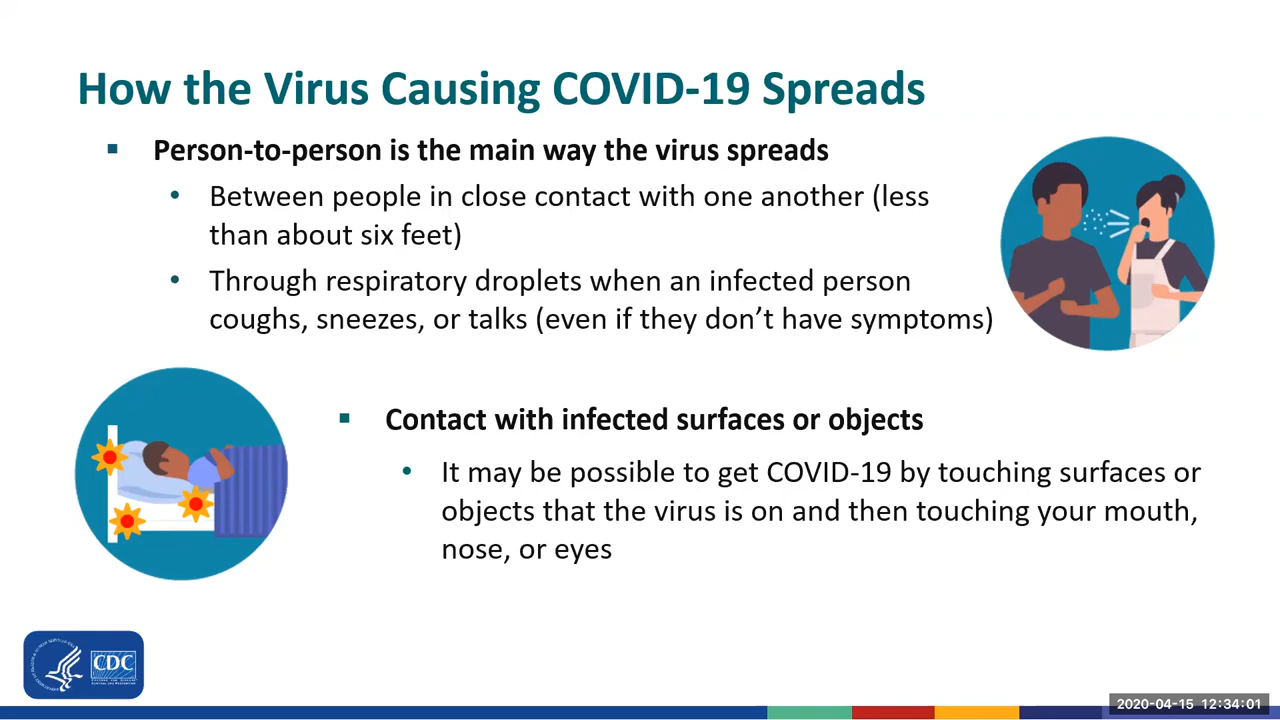 How the Virus Causing COVID-19 Spreads
▪ Person-to-person is the main way the virus spreads
• Between people in close contact with one another (less
than about six feet)
• Through respiratory droplets when an infected person
coughs, sneezes, or talks (even if they don’t have symptoms)
▪ Contact with infected surfaces or objects
• It may be possible to get COVID-19 by touching surfaces or
objects that the virus is on and then touching your mouth,
nose, or eyes
CDC
2020-04-15 12:34:01